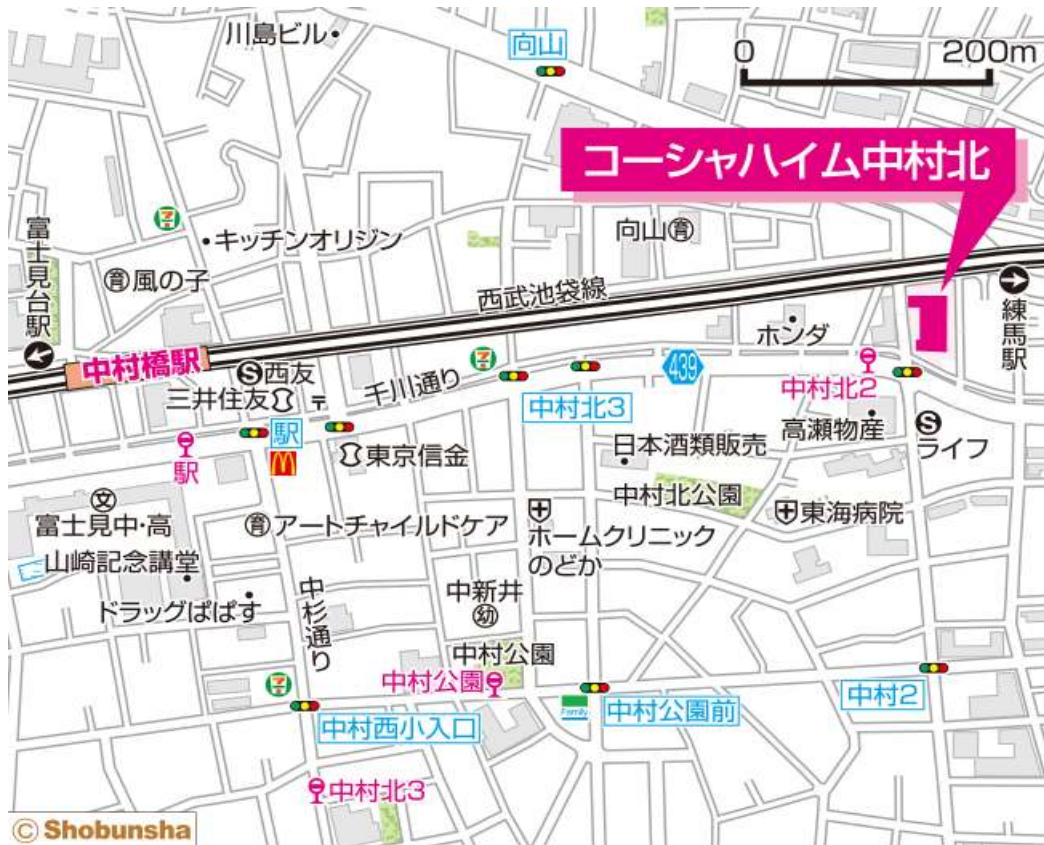 川島ビル
向山
0 200m
コーシャハイム中村北
キッチンオリジン
向山育
富士見台駅
育風の子
西武池袋線
練馬駅
中村橋駅
S西友
ホンダ
三井住友
〒
千川通り
439
中村北3
中村北2
駅
駅
東京信金
日本酒類販売
高瀬物産
Sライフ
中村北公園
文
富士見中・高
育アートチャイルドケア
ホームクリニック
のどか
東海病院
山崎記念講堂
ドラッグぱぱす
中杉通り
中新井
幼
中村公園
中村公園
中村西小入口
Family
中村公園前
中村2
中村北3
© Shobunsha